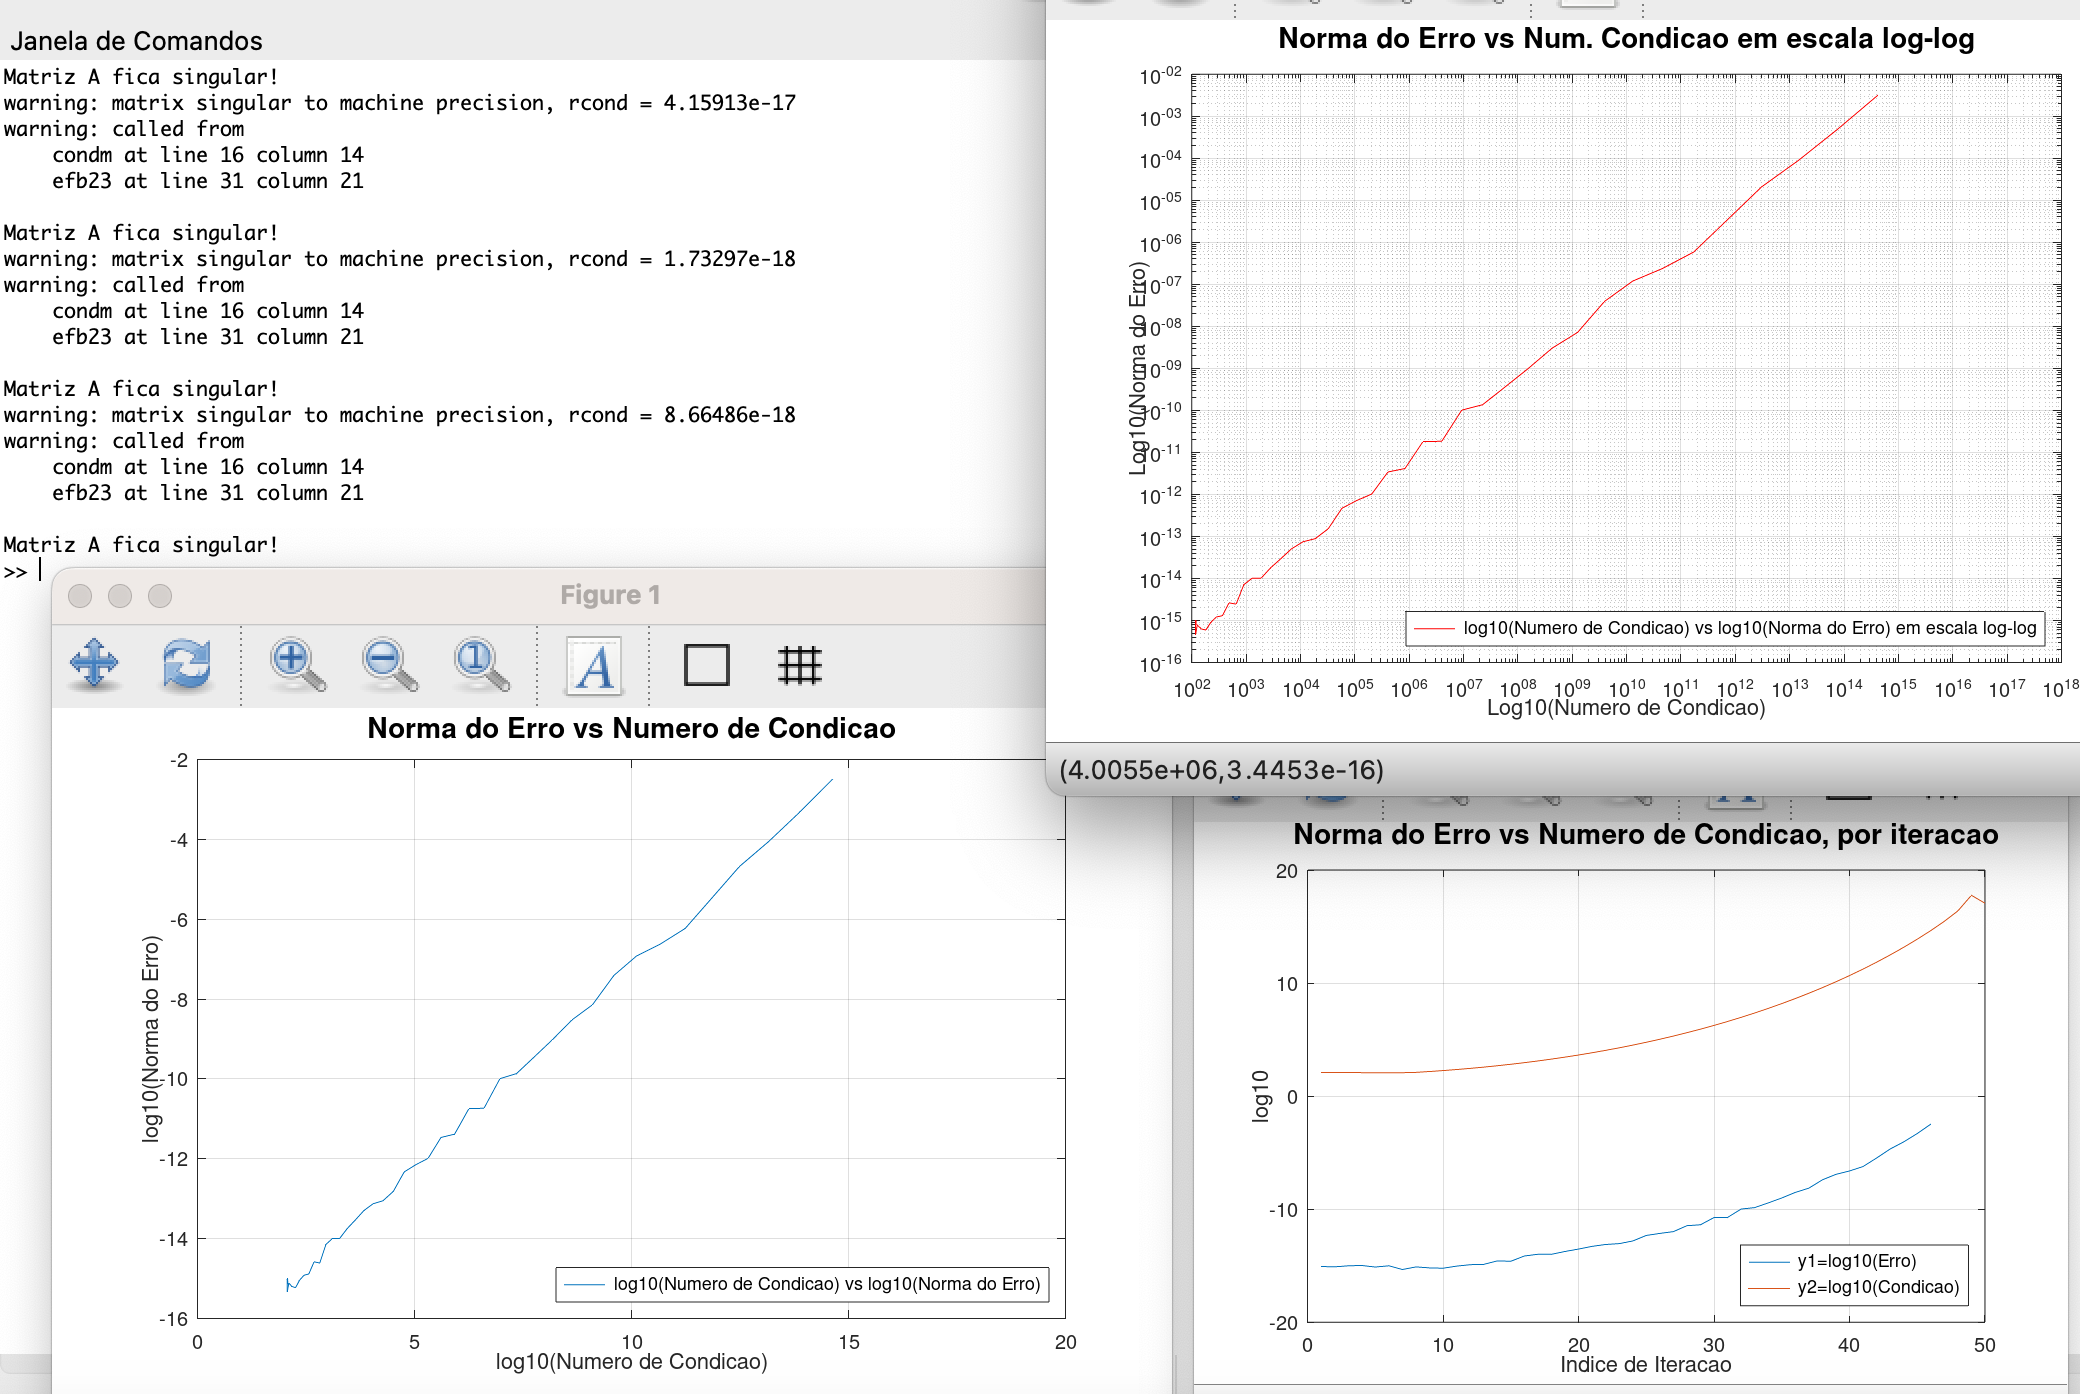 Janela de Comandos
Matriz A fica singular!
warning: matrix singular to machine precision, rcond = 4.15913e-17
warning: called from
    condm at line 16 column 14
    efb23 at line 31 column 21
Matriz A fica singular!
warning: matrix singular to machine precision, rcond = 1.73297e-18
warning: called from
    condm at line 16 column 14
    efb23 at line 31 column 21
Matriz A fica singular!
warning: matrix singular to machine precision, rcond = 8.66486e-18
warning: called from
    condm at line 16 column 14
    efb23 at line 31 column 21
Matriz A fica singular!
>>
Norma do Erro vs Num. Condicao em escala log-log
Log10(Norma do Erro)
10^-02
10^-03
10^-04
10^-05
10^-06
10^-07
10^-08
10^-09
10^-10
10^-11
10^-12
10^-13
10^-14
10^-15
10^-16
log10(Numero de Condicao) vs log10(Norma do Erro) em escala log-log
10^02 10^03 10^04 10^05 10^06 10^07 10^08 10^09 10^10 10^11 10^12 10^13 10^14 10^15 10^16 10^17 10^18
Log10(Numero de Condicao)
(4.0055e+06,3.4453e-16)
Figure 1
Norma do Erro vs Numero de Condicao
log10(Norma do Erro)
-2
-4
-6
-8
-10
-12
-14
-16
log10(Numero de Condicao) vs log10(Norma do Erro)
0 5 10 15 20
log10(Numero de Condicao)
Norma do Erro vs Numero de Condicao, por iteracao
log10
20
10
0
-10
-20
y1=log10(Erro)
y2=log10(Condicao)
0 10 20 30 40 50
Indice de Iteracao